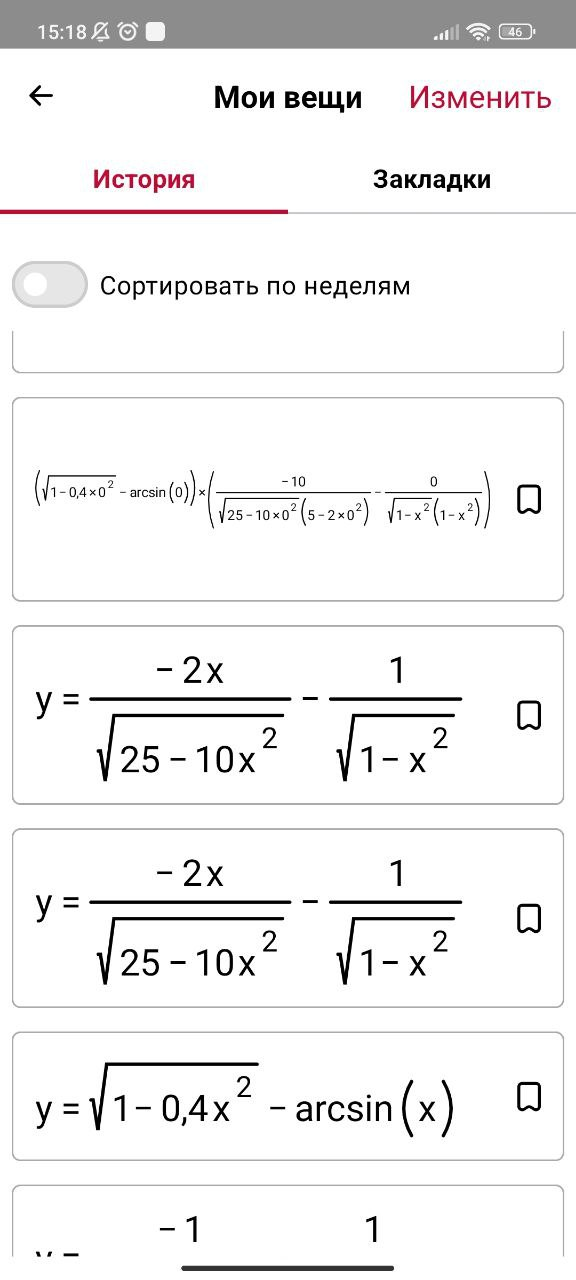 15:18 46
Мои вещи Изменить
История Закладки
Сортировать по неделям
(√(1-0,4×0²) - arcsin(0))×(-10/(√(25-10×0²)(5-2×0²)) - 0/(√(1-x²)(1-x²)))
y = -2x/√(25-10x²) - 1/√(1-x²)
y = -2x/√(25-10x²) - 1/√(1-x²)
y = √(1-0,4x²) - arcsin(x)
-1 1